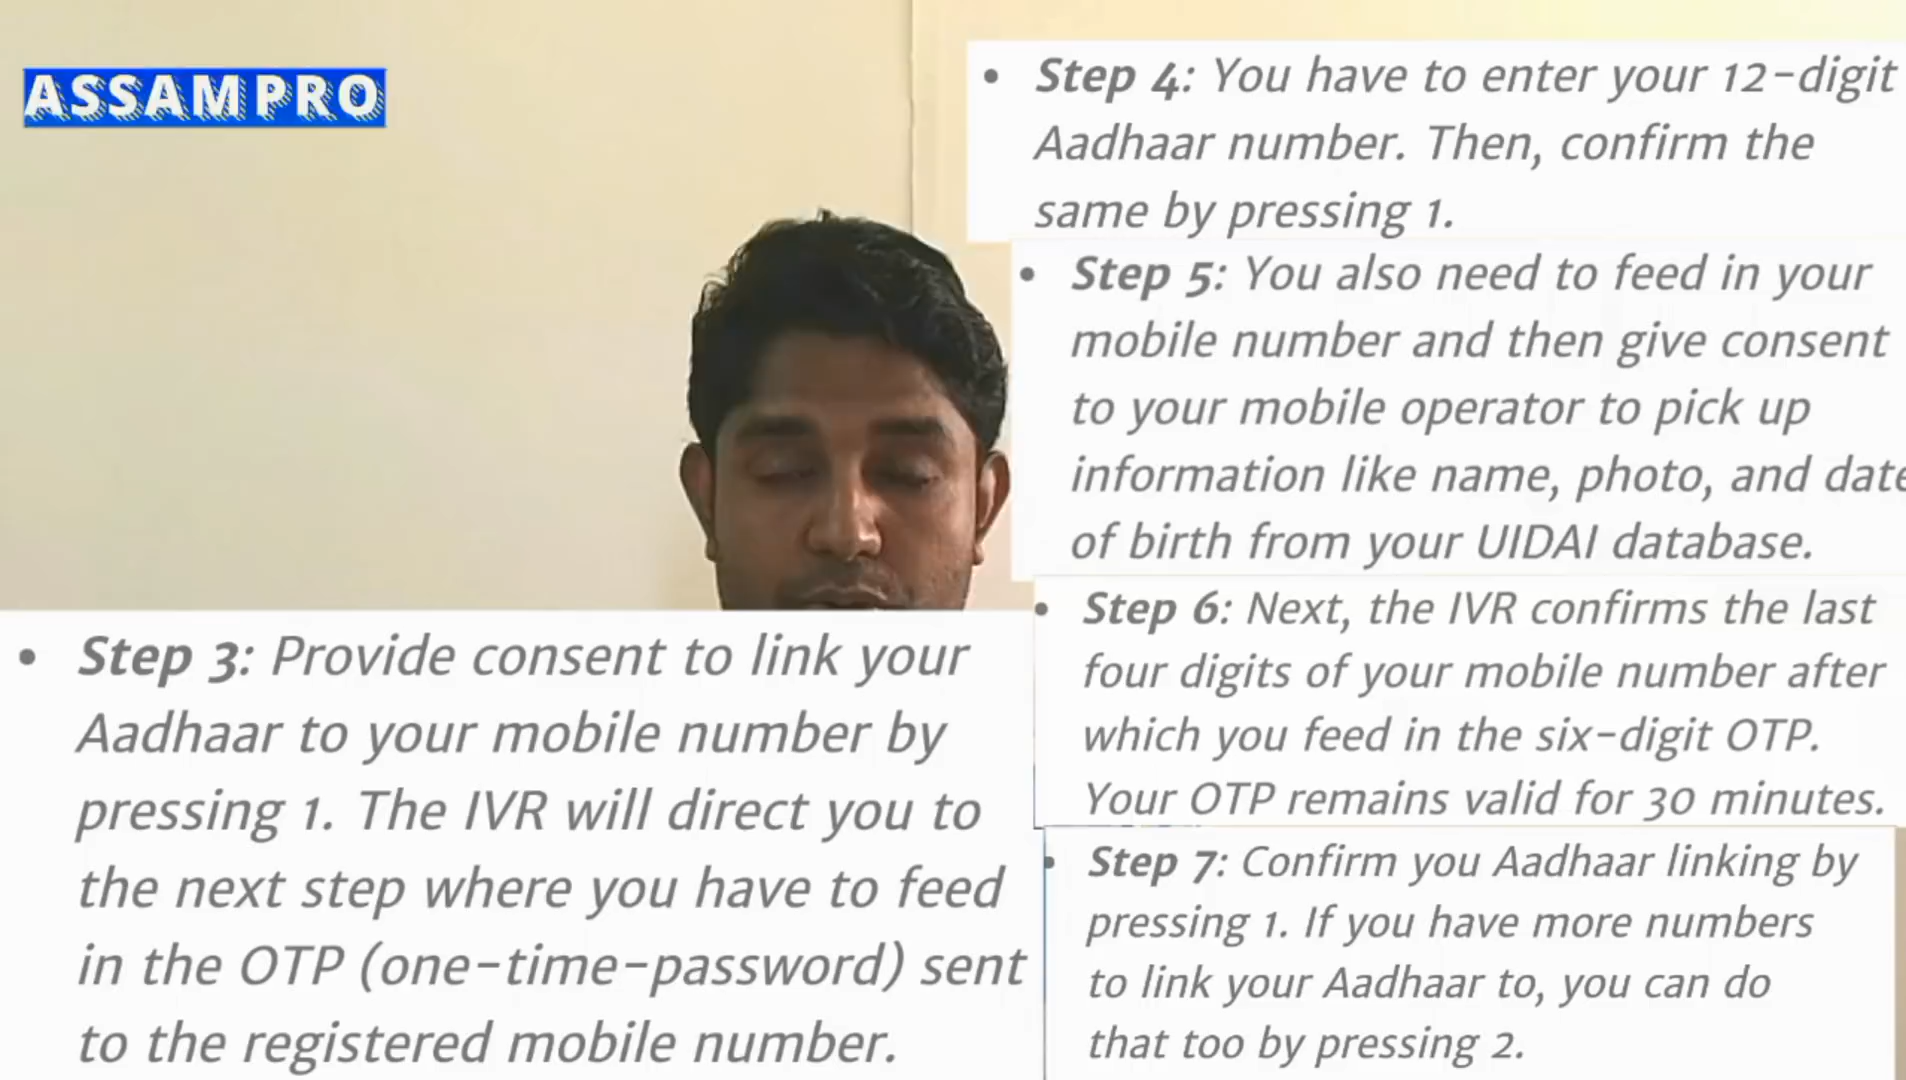 ASSAMPRO
• Step 3: Provide consent to link your
Aadhaar to your mobile number by
pressing 1. The IVR will direct you to
the next step where you have to feed
in the OTP (one-time-password) sent
to the registered mobile number.
• Step 4: You have to enter your 12-digit
Aadhaar number. Then, confirm the
same by pressing 1.
• Step 5: You also need to feed in your
mobile number and then give consent
to your mobile operator to pick up
information like name, photo, and date
of birth from your UIDAI database.
• Step 6: Next, the IVR confirms the last
four digits of your mobile number after
which you feed in the six-digit OTP.
Your OTP remains valid for 30 minutes.
• Step 7: Confirm you Aadhaar linking by
pressing 1. If you have more numbers
to link your Aadhaar to, you can do
that too by pressing 2.